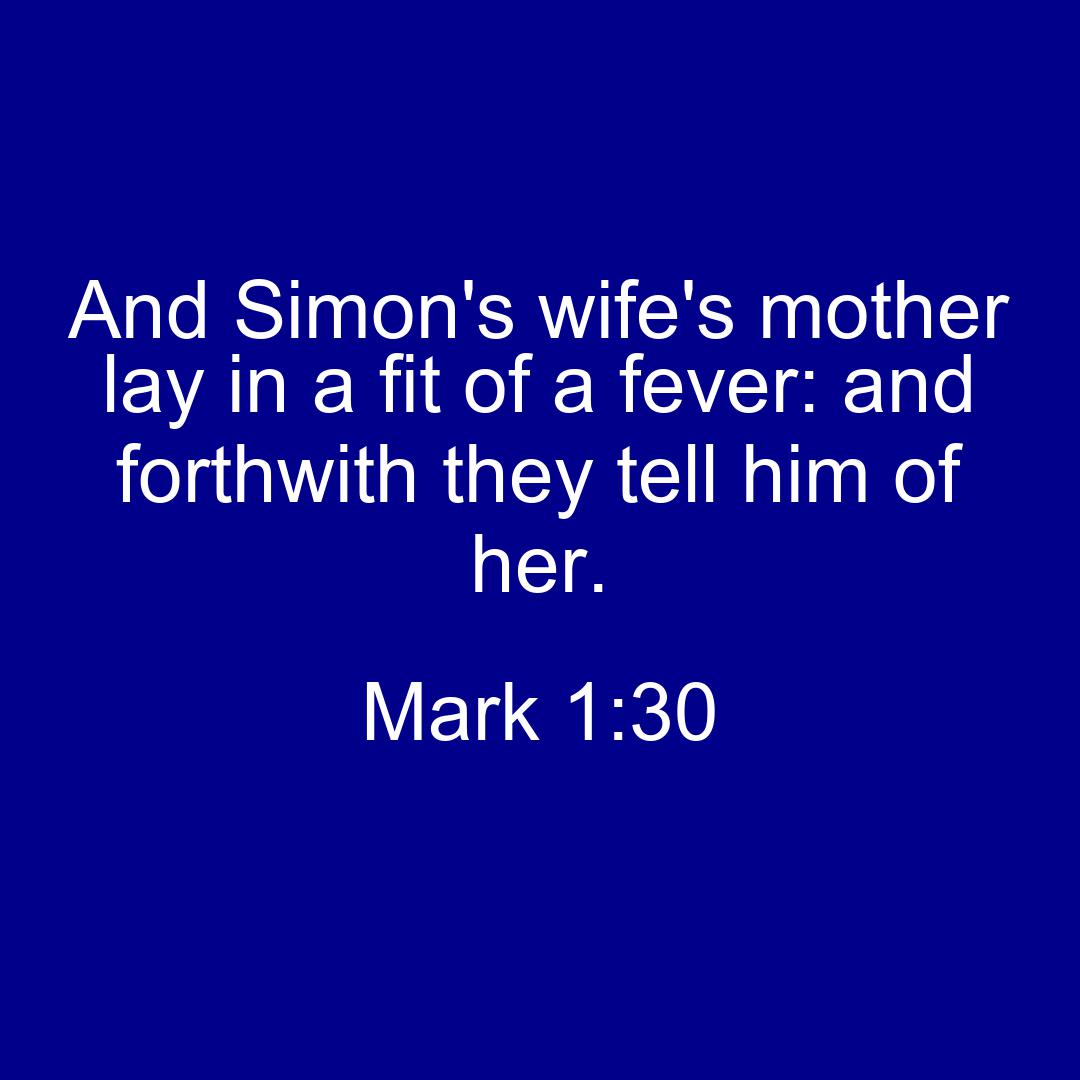 And Simon's wife's mother
lay in a fit of a fever: and
forthwith they tell him of
her.
Mark 1:30